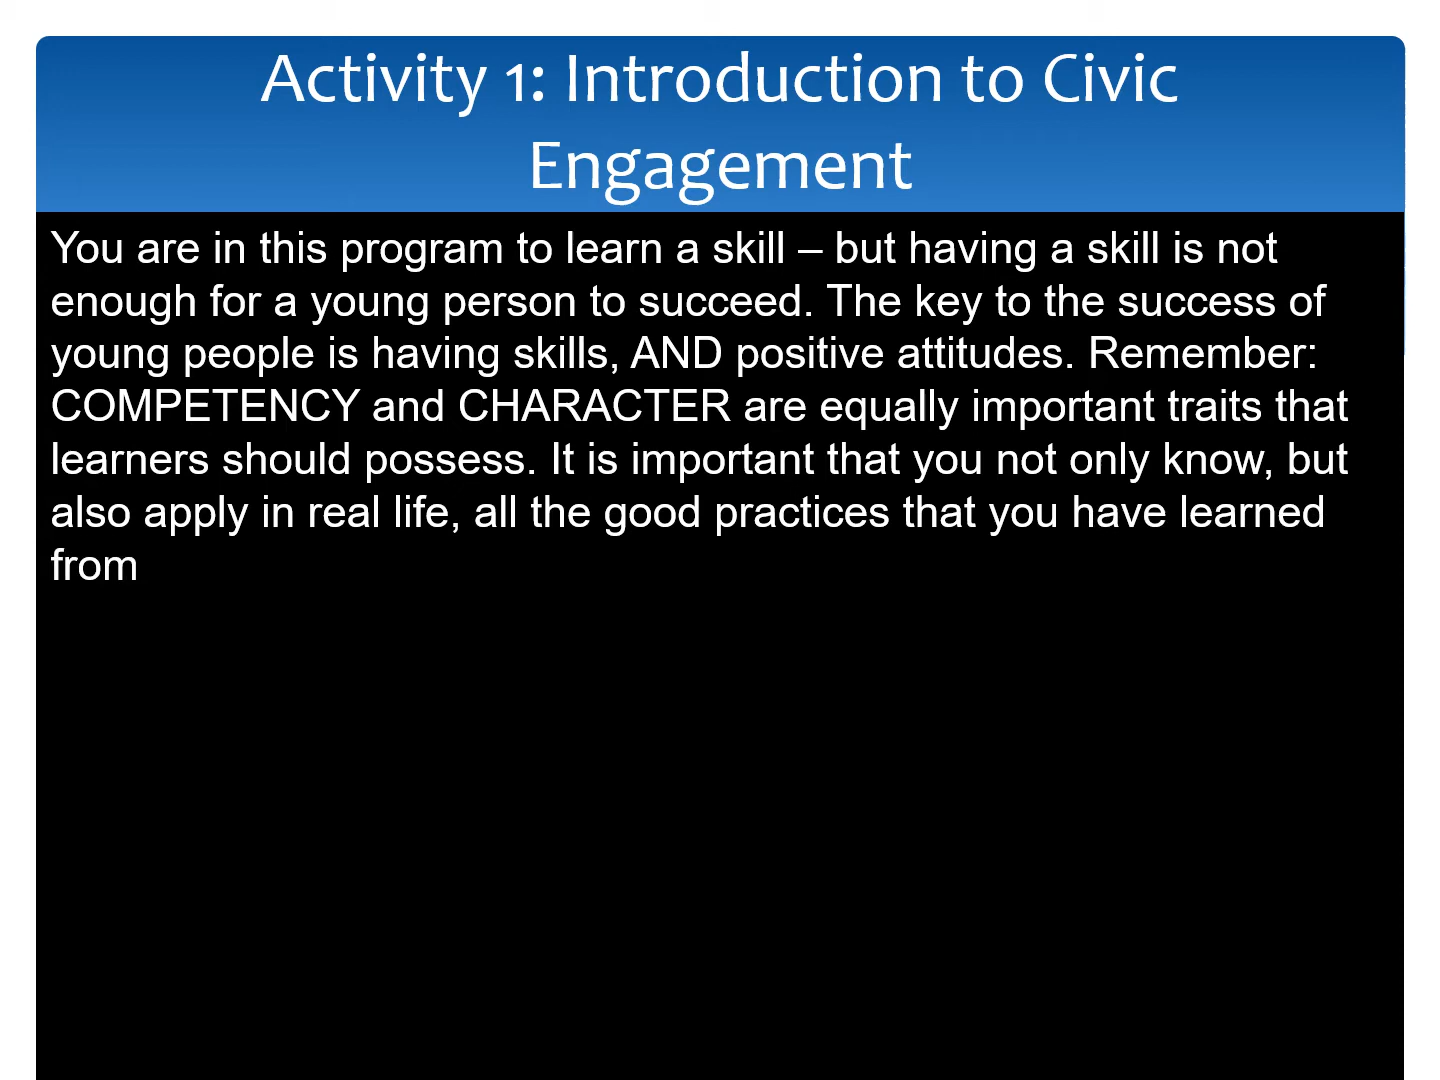 Activity 1: Introduction to Civic
Engagement
You are in this program to learn a skill – but having a skill is not
enough for a young person to succeed. The key to the success of
young people is having skills, AND positive attitudes. Remember:
COMPETENCY and CHARACTER are equally important traits that
learners should possess. It is important that you not only know, but
also apply in real life, all the good practices that you have learned
from